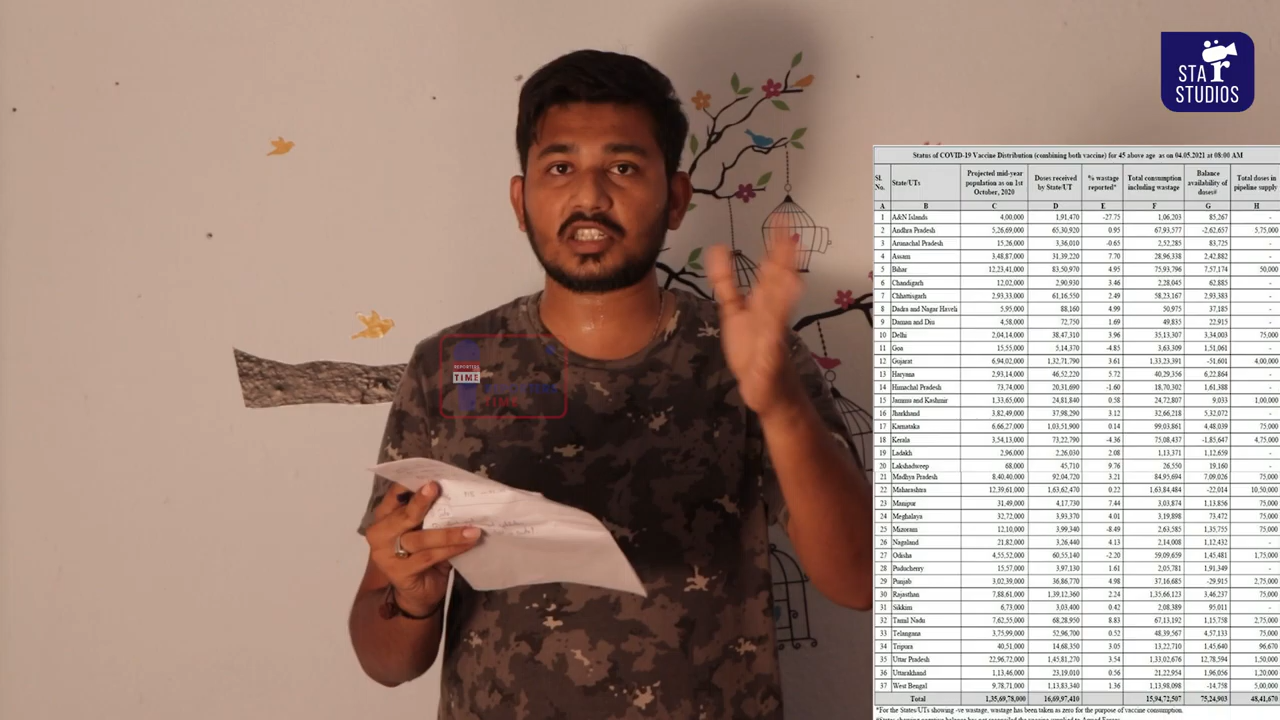 STAr
STUDIOS
Status of COVID-19 Vaccine Distribution (combining both vaccine) for 45 above age as on 04.05.2021 at 08:00 AM
Sl. No. State/UTs Projected mid-year population as on 1st October, 2020 Doses received by State/UT % wastage reported* Total consumption including wastage Balance availability of doses# Total doses in pipeline supply
A B C D E F G H
1 A&N Islands 4,00,000 1,91,470 -27.75 1,06,203 85,267 -
2 Andhra Pradesh 5,26,69,000 65,30,920 0.95 67,93,577 -2,62,657 5,75,000
3 Arunachal Pradesh 15,26,000 3,36,010 -0.65 2,52,285 83,725 -
4 Assam 3,48,87,000 31,39,220 7.70 28,96,338 2,42,882 -
5 Bihar 12,23,41,000 83,50,970 4.95 75,93,796 7,57,174 50,000
6 Chandigarh 12,02,000 2,90,930 3.46 2,28,045 62,885 -
7 Chhattisgarh 2,93,33,000 61,16,550 2.49 58,23,167 2,93,383 -
8 Dadra and Nagar Haveli 5,95,000 88,160 4.99 50,975 37,185 -
9 Daman and Diu 4,58,000 72,750 1.69 49,835 22,915 -
10 Delhi 2,04,14,000 38,47,310 3.96 35,13,307 3,34,003 75,000
11 Goa 15,55,000 5,14,370 -4.85 3,63,309 1,51,061 -
12 Gujarat 6,94,02,000 1,32,71,790 3.61 1,33,23,391 -51,601 4,00,000
13 Haryana 2,93,14,000 46,52,220 5.72 40,29,356 6,22,864 -
14 Himachal Pradesh 73,74,000 20,31,690 -1.60 18,70,302 1,61,388 -
15 Jammu and Kashmir 1,33,65,000 24,81,840 0.58 24,72,807 9,033 1,00,000
16 Jharkhand 3,82,49,000 37,98,290 3.12 32,66,218 5,32,072 -
17 Karnataka 6,66,27,000 1,03,51,900 0.14 99,03,861 4,48,039 75,000
18 Kerala 3,54,13,000 73,22,790 -4.36 75,08,437 -1,85,647 4,75,000
19 Ladakh 2,96,000 2,26,030 2.08 1,13,371 1,12,659 -
20 Lakshadweep 68,000 45,710 9.76 26,550 19,160 -
21 Madhya Pradesh 8,40,40,000 92,04,720 3.21 84,95,694 7,09,026 75,000
22 Maharashtra 12,39,61,000 1,63,62,470 0.22 1,63,84,484 -22,014 10,50,000
23 Manipur 31,49,000 4,17,730 7.44 3,03,874 1,13,856 75,000
24 Meghalaya 32,72,000 3,93,370 4.01 3,19,898 73,472 75,000
25 Mizoram 12,10,000 3,99,340 -8.49 2,63,585 1,35,755 75,000
26 Nagaland 21,82,000 3,26,440 4.13 2,14,008 1,12,432 -
27 Odisha 4,55,52,000 60,55,140 -2.20 59,09,659 1,45,481 1,75,000
28 Puducherry 15,57,000 3,97,130 1.61 2,05,781 1,91,349 -
29 Punjab 3,02,39,000 36,86,770 4.98 37,16,685 -29,915 2,75,000
30 Rajasthan 7,88,61,000 1,39,12,360 2.24 1,35,66,123 3,46,237 75,000
31 Sikkim 6,73,000 3,03,400 0.42 2,08,389 95,011 -
32 Tamil Nadu 7,62,55,000 68,28,950 8.83 67,13,192 1,15,758 2,75,000
33 Telangana 3,75,99,000 52,96,700 0.52 48,39,567 4,57,133 75,000
34 Tripura 40,51,000 14,68,350 3.05 13,22,710 1,45,640 96,670
35 Uttar Pradesh 22,96,72,000 1,45,81,270 3.54 1,33,02,676 12,78,594 1,50,000
36 Uttarakhand 1,13,46,000 23,19,010 0.56 21,22,954 1,96,056 1,20,000
37 West Bengal 9,78,71,000 1,13,83,340 1.36 1,13,98,098 -14,758 5,00,000
Total 1,35,69,78,000 16,69,97,410 15,94,72,507 75,24,903 48,41,670
*For the States/UTs showing -ve wastage, wastage has been taken as zero for the purpose of vaccine consumption.
REPORTERS
TIME